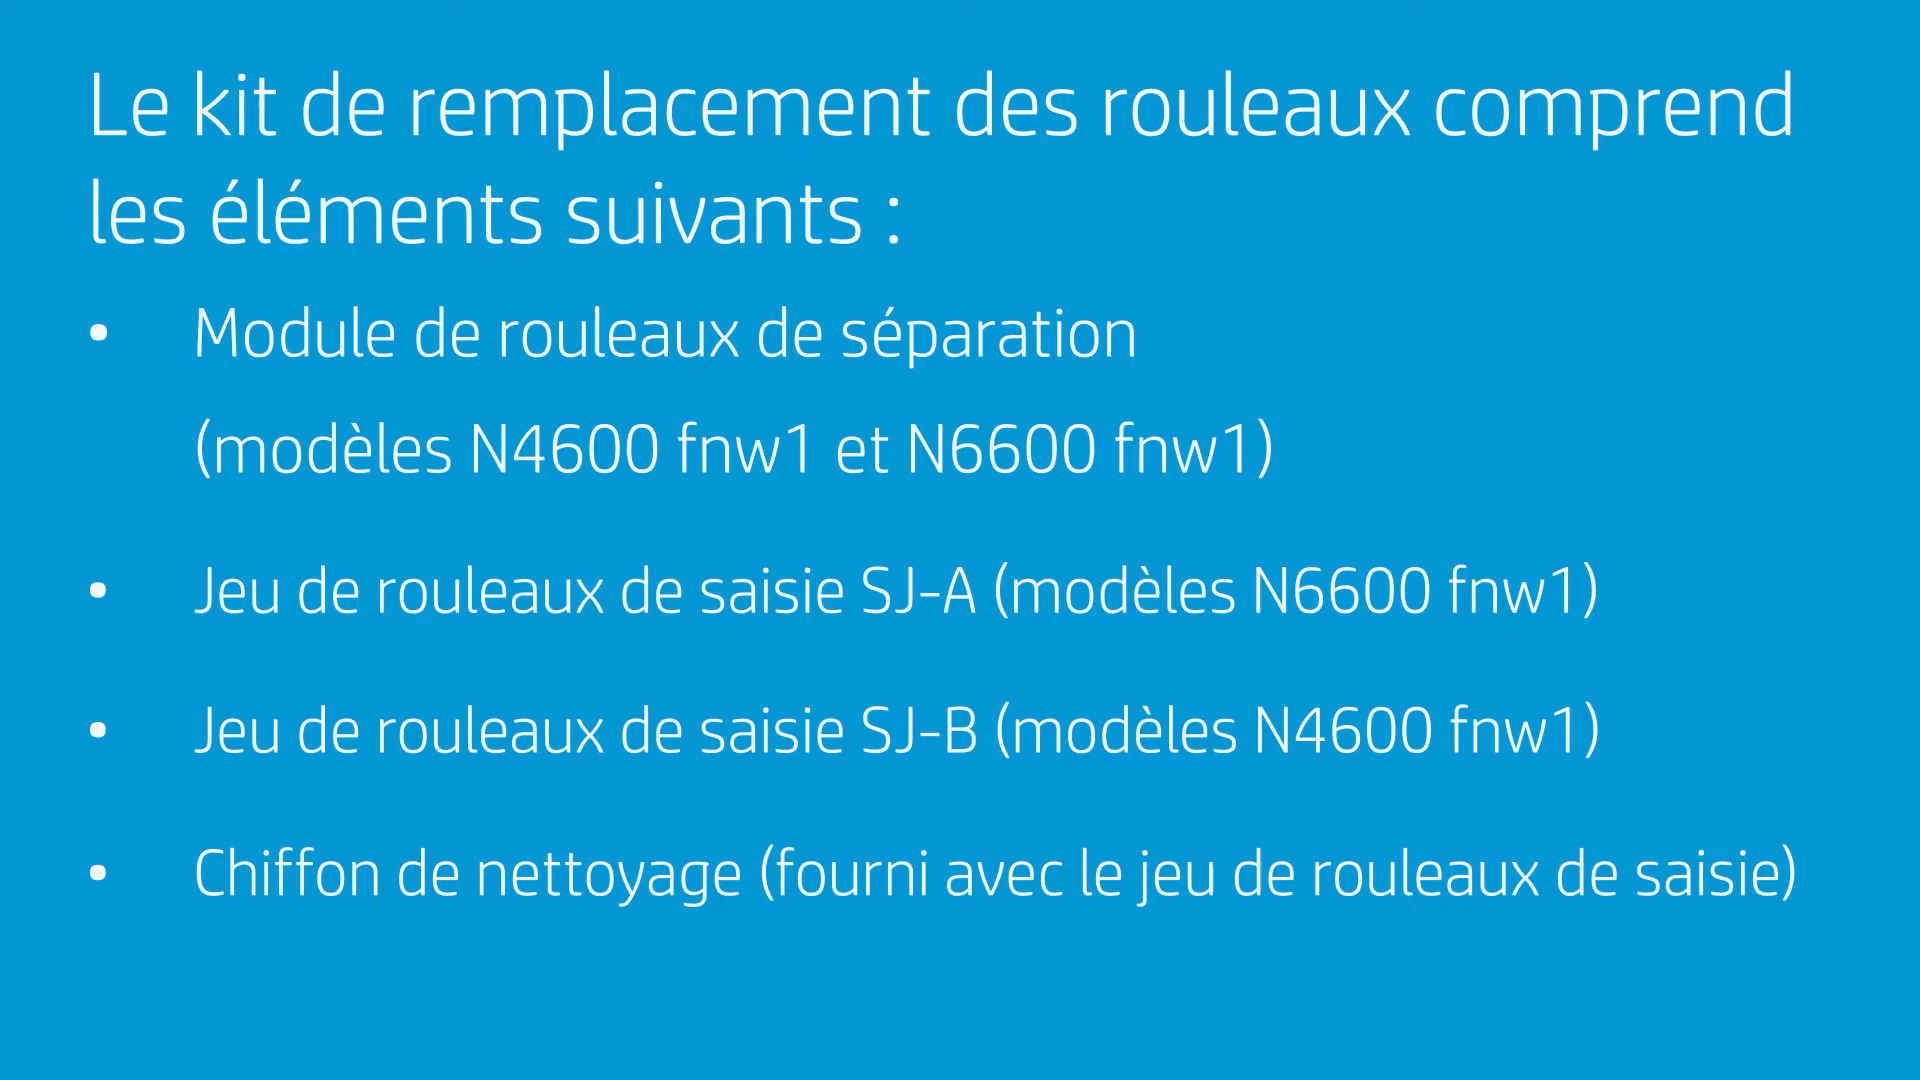 Le kit de remplacement des rouleaux comprend
les éléments suivants :
• Module de rouleaux de séparation
(modèles N4600 fnw1 et N6600 fnw1)
• Jeu de rouleaux de saisie SJ-A (modèles N6600 fnw1)
• Jeu de rouleaux de saisie SJ-B (modèles N4600 fnw1)
• Chiffon de nettoyage (fourni avec le jeu de rouleaux de saisie)